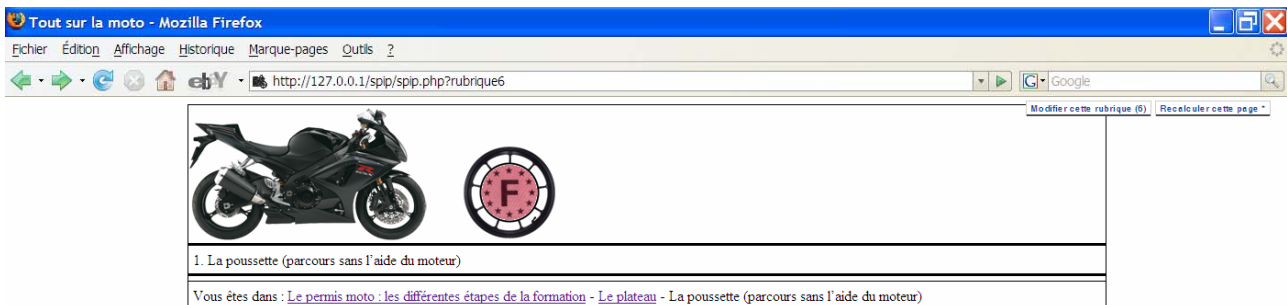 Tout sur la moto - Mozilla Firefox
Fichier Édition Affichage Historique Marque-pages Outils ?
ebY http://127.0.0.1/spip/spip.php?rubrique6 G Google
Modifier cette rubrique (6) Recalculer cette page *
R
F
1. La poussette (parcours sans l'aide du moteur)
Vous êtes dans : Le permis moto : les différentes étapes de la formation - Le plateau - La poussette (parcours sans l'aide du moteur)